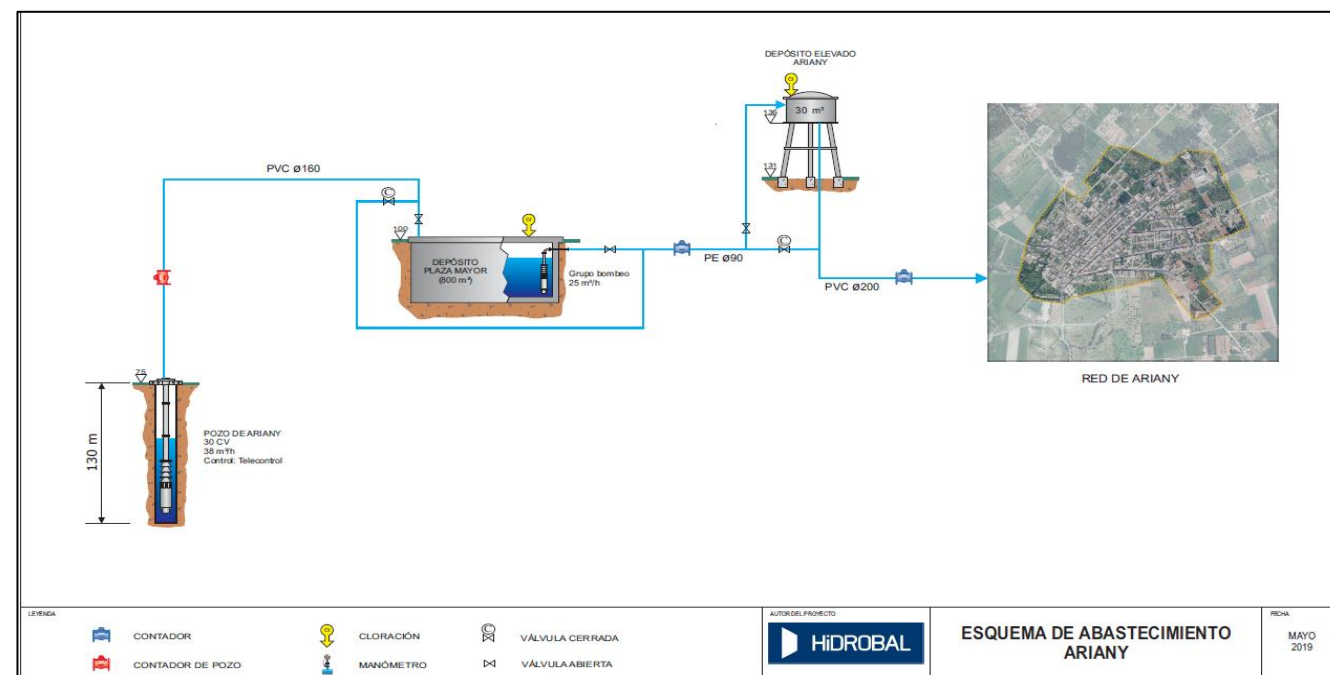 DEPÓSITO ELEVADO
ARIANY
Cl
30 m³
131
PVC ø160
C
Cl
100
DEPÓSITO
PLAZA MAYOR
(800 m³)
Grupo bombeo
25 m³/h
C
PE ø90
PVC ø200
RED DE ARIANY
75
130 m
POZO DE ARIANY
30 CV
38 m³/h
Control: Telecontrol
LEYENDA
CONTADOR
CONTADOR DE POZO
Cl
CLORACIÓN
MANÓMETRO
C
VÁLVULA CERRADA
VÁLVULA ABIERTA
AUTOR DEL PROYECTO
HiDROBAL
ESQUEMA DE ABASTECIMIENTO
ARIANY
FECHA
MAYO
2019